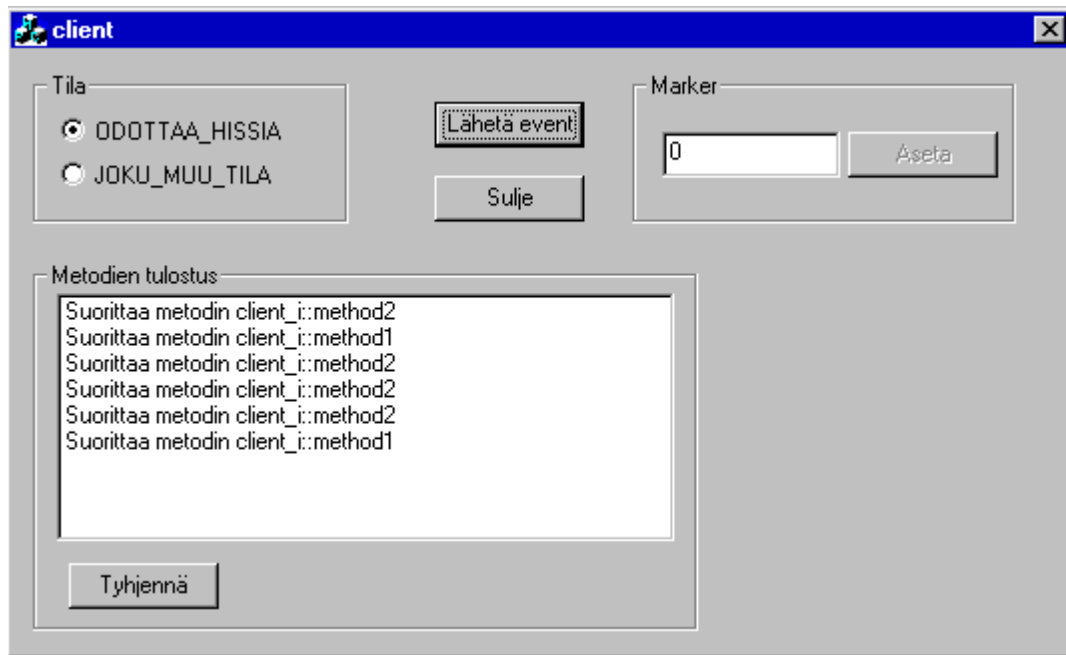 client
Tila
ODOTTAA_HISSIA
JOKU_MUU_TILA
Lähetä event
Sulje
Marker
0
Aseta
Metodien tulostus
Suorittaa metodin client_i::method2
Suorittaa metodin client_i::method1
Suorittaa metodin client_i::method2
Suorittaa metodin client_i::method2
Suorittaa metodin client_i::method2
Suorittaa metodin client_i::method1
Tyhjennä